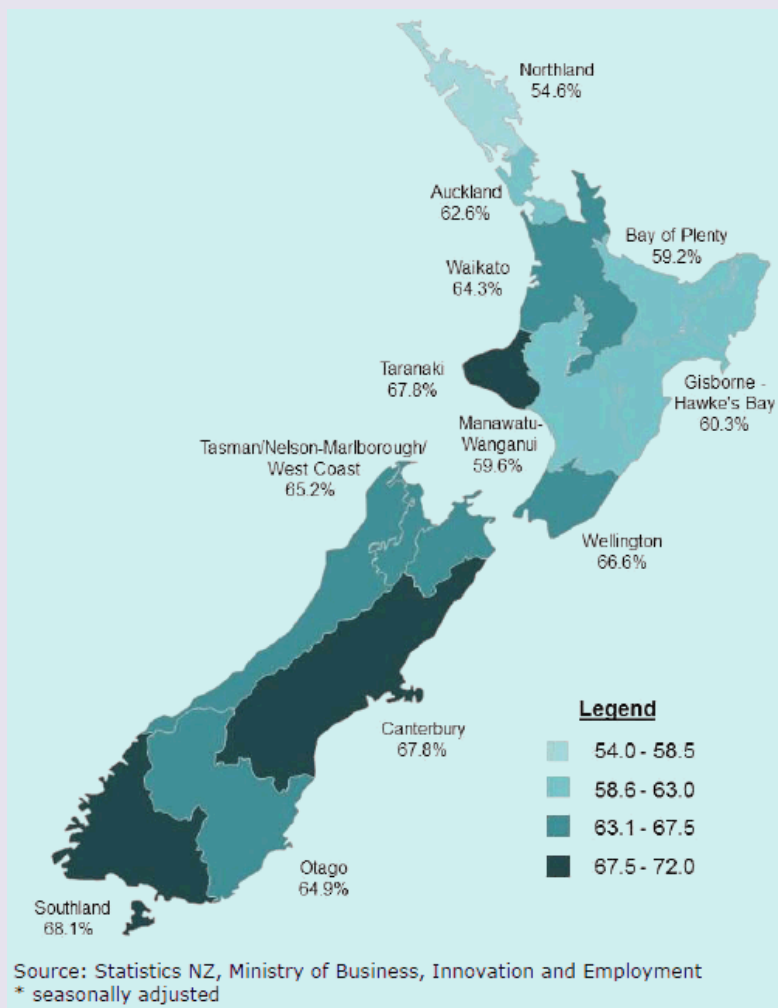 Northland
54.6%
Auckland
62.6%
Bay of Plenty
59.2%
Waikato
64.3%
Taranaki
67.8%
Gisborne -
Hawke's Bay
60.3%
Manawatu-
Wanganui
59.6%
Tasman/Nelson-Marlborough/
West Coast
65.2%
Wellington
66.6%
Canterbury
67.8%
Otago
64.9%
Southland
68.1%
Legend
54.0 - 58.5
58.6 - 63.0
63.1 - 67.5
67.5 - 72.0
Source: Statistics NZ, Ministry of Business, Innovation and Employment
* seasonally adjusted